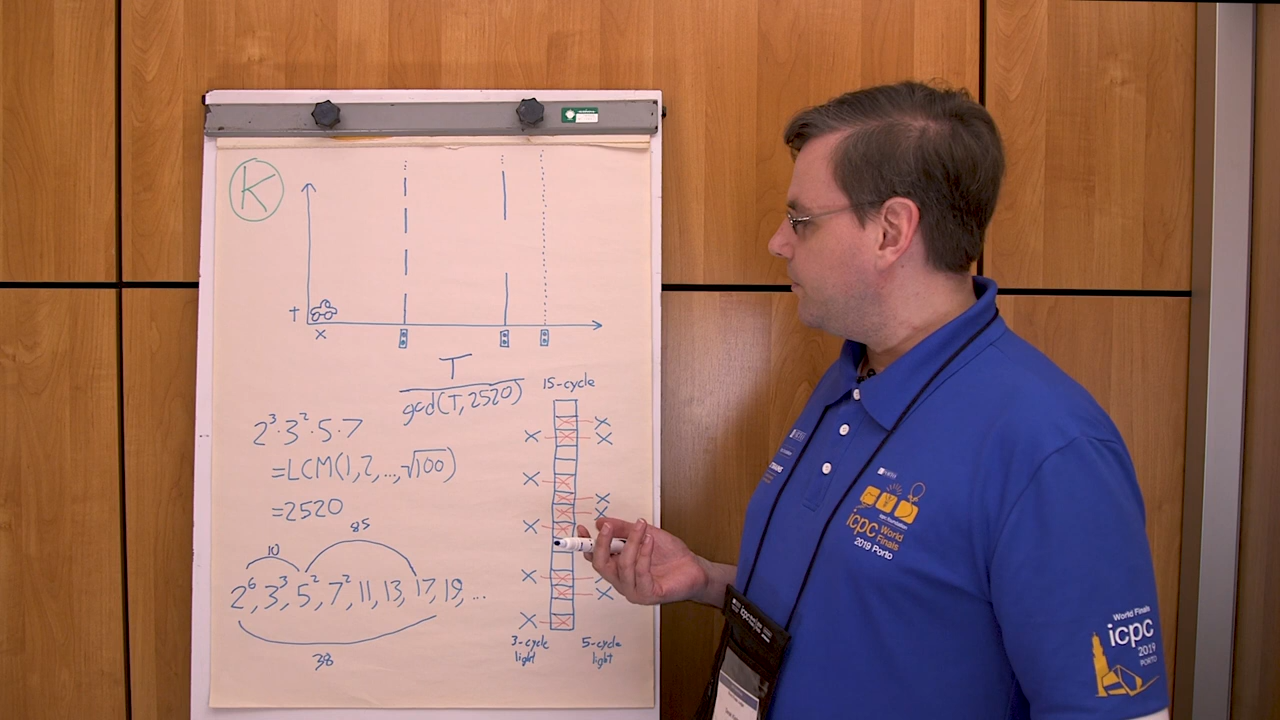 K
t
x
T
gcd(T, 2520)
15-cycle
2³·3²·5·7
=LCM(1,2,...,√100)
=2520
85
10
2⁶, 3³, 5², 7², 11, 13, 17, 19, ...
38
3-cycle
light
5-cycle
light
icpc foundation
icpc World
Finals
2019 Porto
World Finals
icpc
2019
PORTO